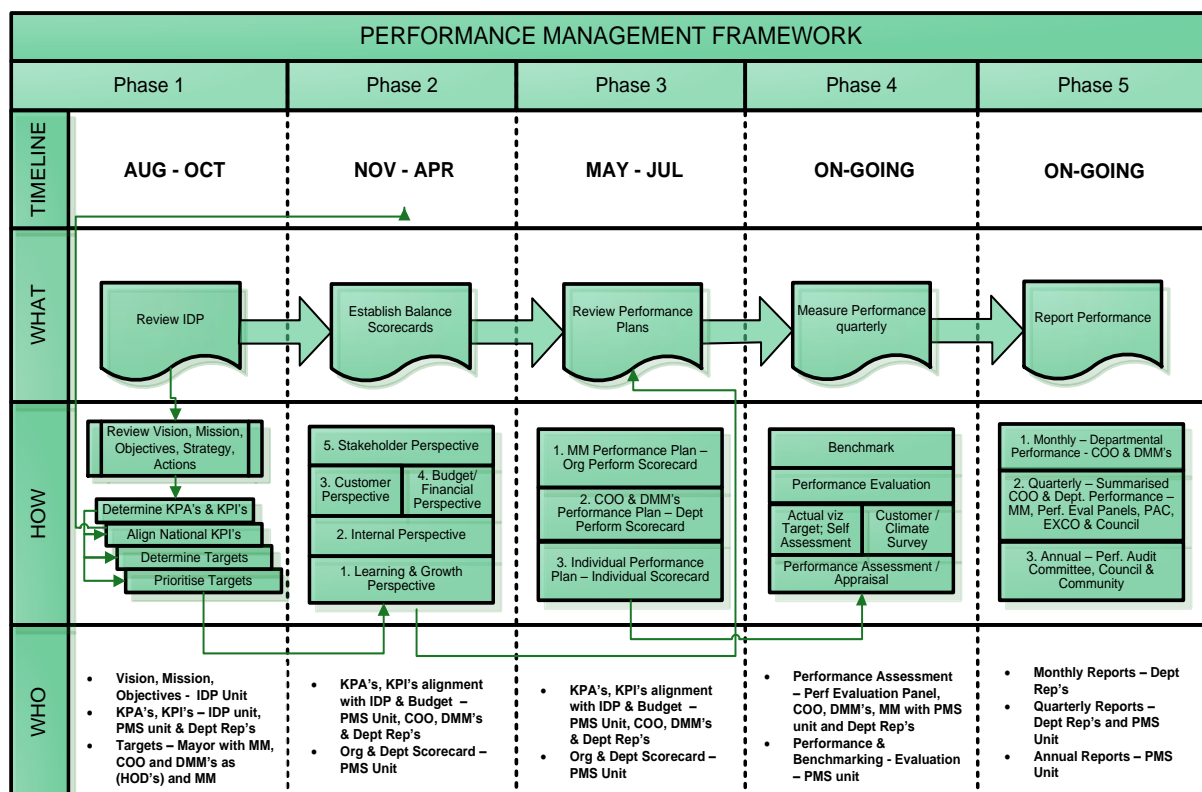 PERFORMANCE MANAGEMENT FRAMEWORK
Phase 1
Phase 2
Phase 3
Phase 4
Phase 5
TIMELINE
AUG - OCT
NOV - APR
MAY - JUL
ON-GOING
ON-GOING
WHAT
Review IDP
Establish Balance
Scorecards
Review Performance
Plans
Measure Performance
quarterly
Report Performance
HOW
Review Vision, Mission,
Objectives, Strategy,
Actions
Determine KPA's & KPI's
Align National KPI's
Determine Targets
Prioritise Targets
5. Stakeholder Perspective
3. Customer
Perspective
4. Budget/
Financial
Perspective
2. Internal Perspective
1. Learning & Growth
Perspective
1. MM Performance Plan –
Org Perform Scorecard
2. COO & DMM's
Performance Plan – Dept
Perform Scorecard
3. Individual Performance
Plan – Individual Scorecard
Benchmark
Performance Evaluation
Actual viz
Target; Self
Assessment
Customer /
Climate
Survey
Performance Assessment /
Appraisal
1. Monthly – Departmental
Performance - COO & DMM's
2. Quarterly – Summarised
COO & Dept. Performance –
MM, Perf. Eval Panels, PAC,
EXCO & Council
3. Annual – Perf. Audit
Committee, Council &
Community
WHO
• Vision, Mission,
Objectives - IDP Unit
• KPA's, KPI's – IDP unit,
PMS unit & Dept Rep's
• Targets – Mayor with MM,
COO and DMM's as
(HOD's) and MM
• KPA's, KPI's alignment
with IDP & Budget –
PMS Unit, COO, DMM's
& Dept Rep's
• Org & Dept Scorecard –
PMS Unit
• KPA's, KPI's alignment
with IDP & Budget
– PMS Unit, COO, DMM's
& Dept Rep's
• Org & Dept Scorecard –
PMS Unit
• Performance Assessment
– Perf Evaluation Panel,
COO, DMM's, MM with PMS
unit and Dept Rep's
• Performance &
Benchmarking - Evaluation
– PMS unit
• Monthly Reports – Dept
Rep's
• Quarterly Reports –
Dept Rep's and PMS
Unit
• Annual Reports – PMS
Unit